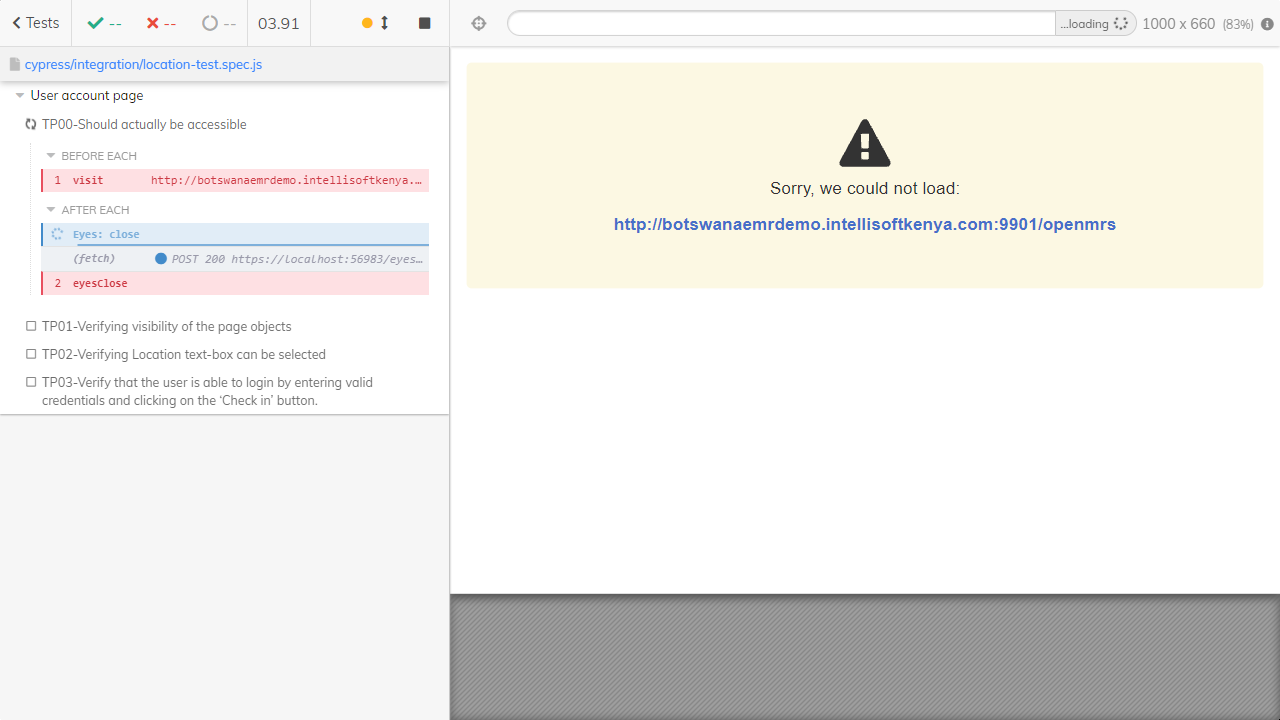 Tests
--
--
--
03.91
...loading
1000 x 660 (83%)
cypress/integration/location-test.spec.js
User account page
TP00-Should actually be accessible
BEFORE EACH
1 visit http://botswanaemrdemo.intellisoftkenya.…
AFTER EACH
Eyes: close
(fetch) POST 200 https://localhost:56983/eyes…
2 eyesClose
TP01-Verifying visibility of the page objects
TP02-Verifying Location text-box can be selected
TP03-Verify that the user is able to login by entering valid
credentials and clicking on the ‘Check in’ button.
Sorry, we could not load:
http://botswanaemrdemo.intellisoftkenya.com:9901/openmrs